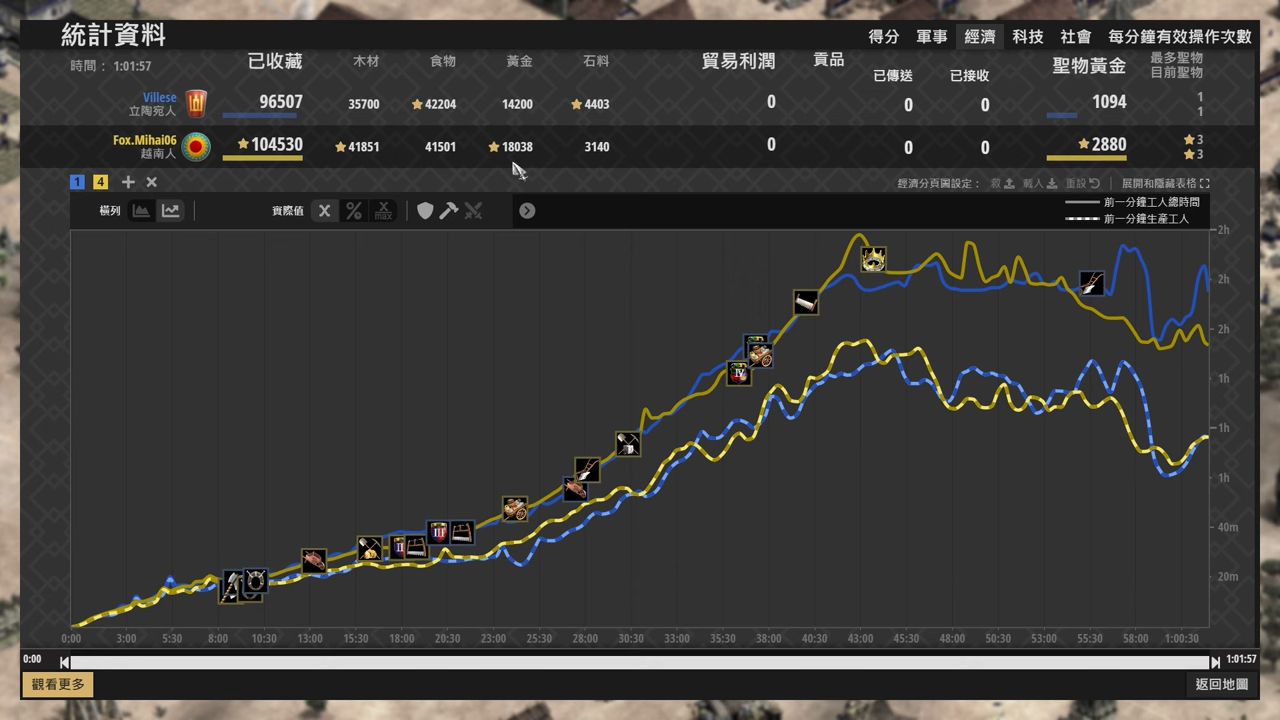 統計資料
得分 軍事 經濟 科技 社會 每分鐘有效操作次數
時間： 1:01:57 已收藏 木材 食物 黃金 石料 貿易利潤 貢品 已傳送 已接收 聖物黃金 最多聖物
目前聖物
Villese
立陶宛人
96507 35700 42204 14200 4403 0 0 0 1094 1
1
Fox.Mihai06
越南人
104530 41851 41501 18038 3140 0 0 0 2880 3
3
1 4 經濟分頁圖設定： 載入 重設 展開和隱藏表格
橫列 實際值 X % X/max
前一分鐘工人總時間
前一分鐘生產工人
2h
2h
2h
1h
1h
1h
40m
20m
IV
II III
0:00 3:00 5:30 8:00 10:30 13:00 15:30 18:00 20:30 23:00 25:30 28:00 30:30 33:00 35:30 38:00 40:30 43:00 45:30 48:00 50:30 53:00 55:30 58:00 1:00:30
0:00 1:01:57
觀看更多 返回地圖